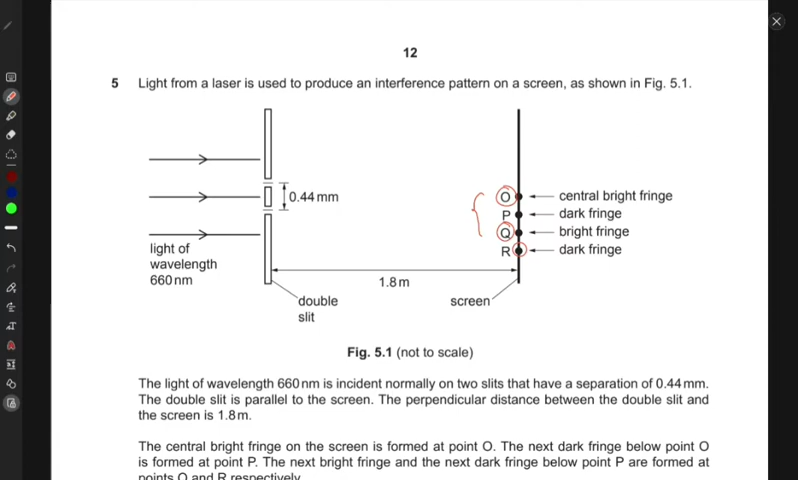 12
5 Light from a laser is used to produce an interference pattern on a screen, as shown in Fig. 5.1.
0.44 mm
O central bright fringe
P dark fringe
Q bright fringe
R dark fringe
light of
wavelength
660 nm
1.8 m
double
slit
screen
Fig. 5.1 (not to scale)
The light of wavelength 660 nm is incident normally on two slits that have a separation of 0.44 mm.
The double slit is parallel to the screen. The perpendicular distance between the double slit and
the screen is 1.8 m.
The central bright fringe on the screen is formed at point O. The next dark fringe below point O
is formed at point P. The next bright fringe and the next dark fringe below point P are formed at
points Q and R respectively.